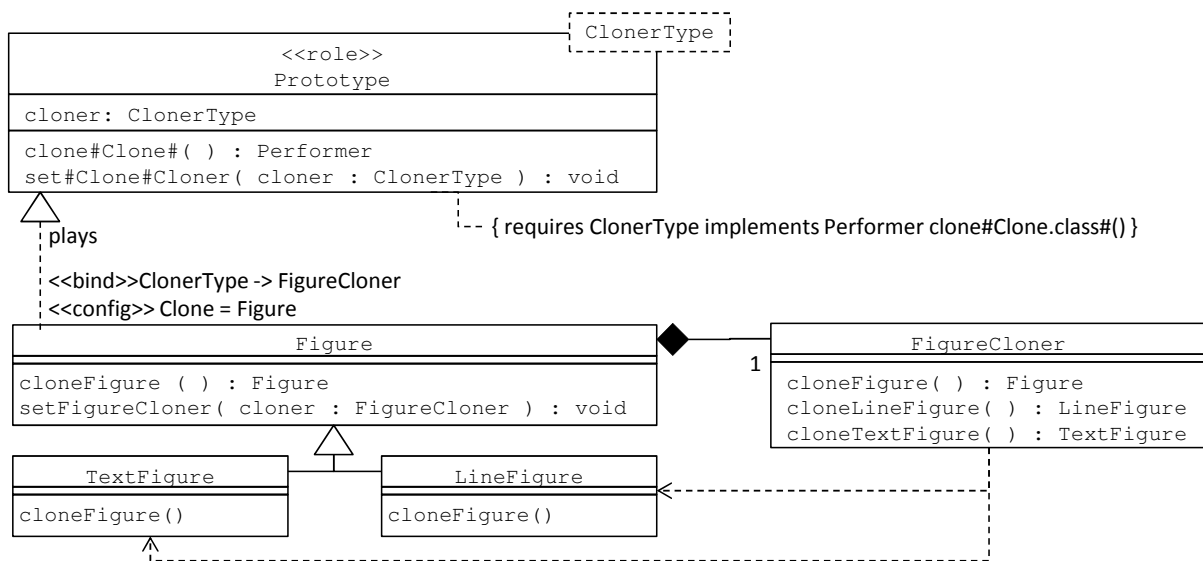 ClonerType
<<role>>
Prototype
cloner: ClonerType
clone#Clone#( ) : Performer
set#Clone#Cloner( cloner : ClonerType ) : void
{ requires ClonerType implements Performer clone#Clone.class#() }
plays
<<bind>>ClonerType -> FigureCloner
<<config>> Clone = Figure
Figure
cloneFigure ( ) : Figure
setFigureCloner( cloner : FigureCloner ) : void
1
FigureCloner
cloneFigure( ) : Figure
cloneLineFigure( ) : LineFigure
cloneTextFigure( ) : TextFigure
TextFigure
cloneFigure()
LineFigure
cloneFigure()